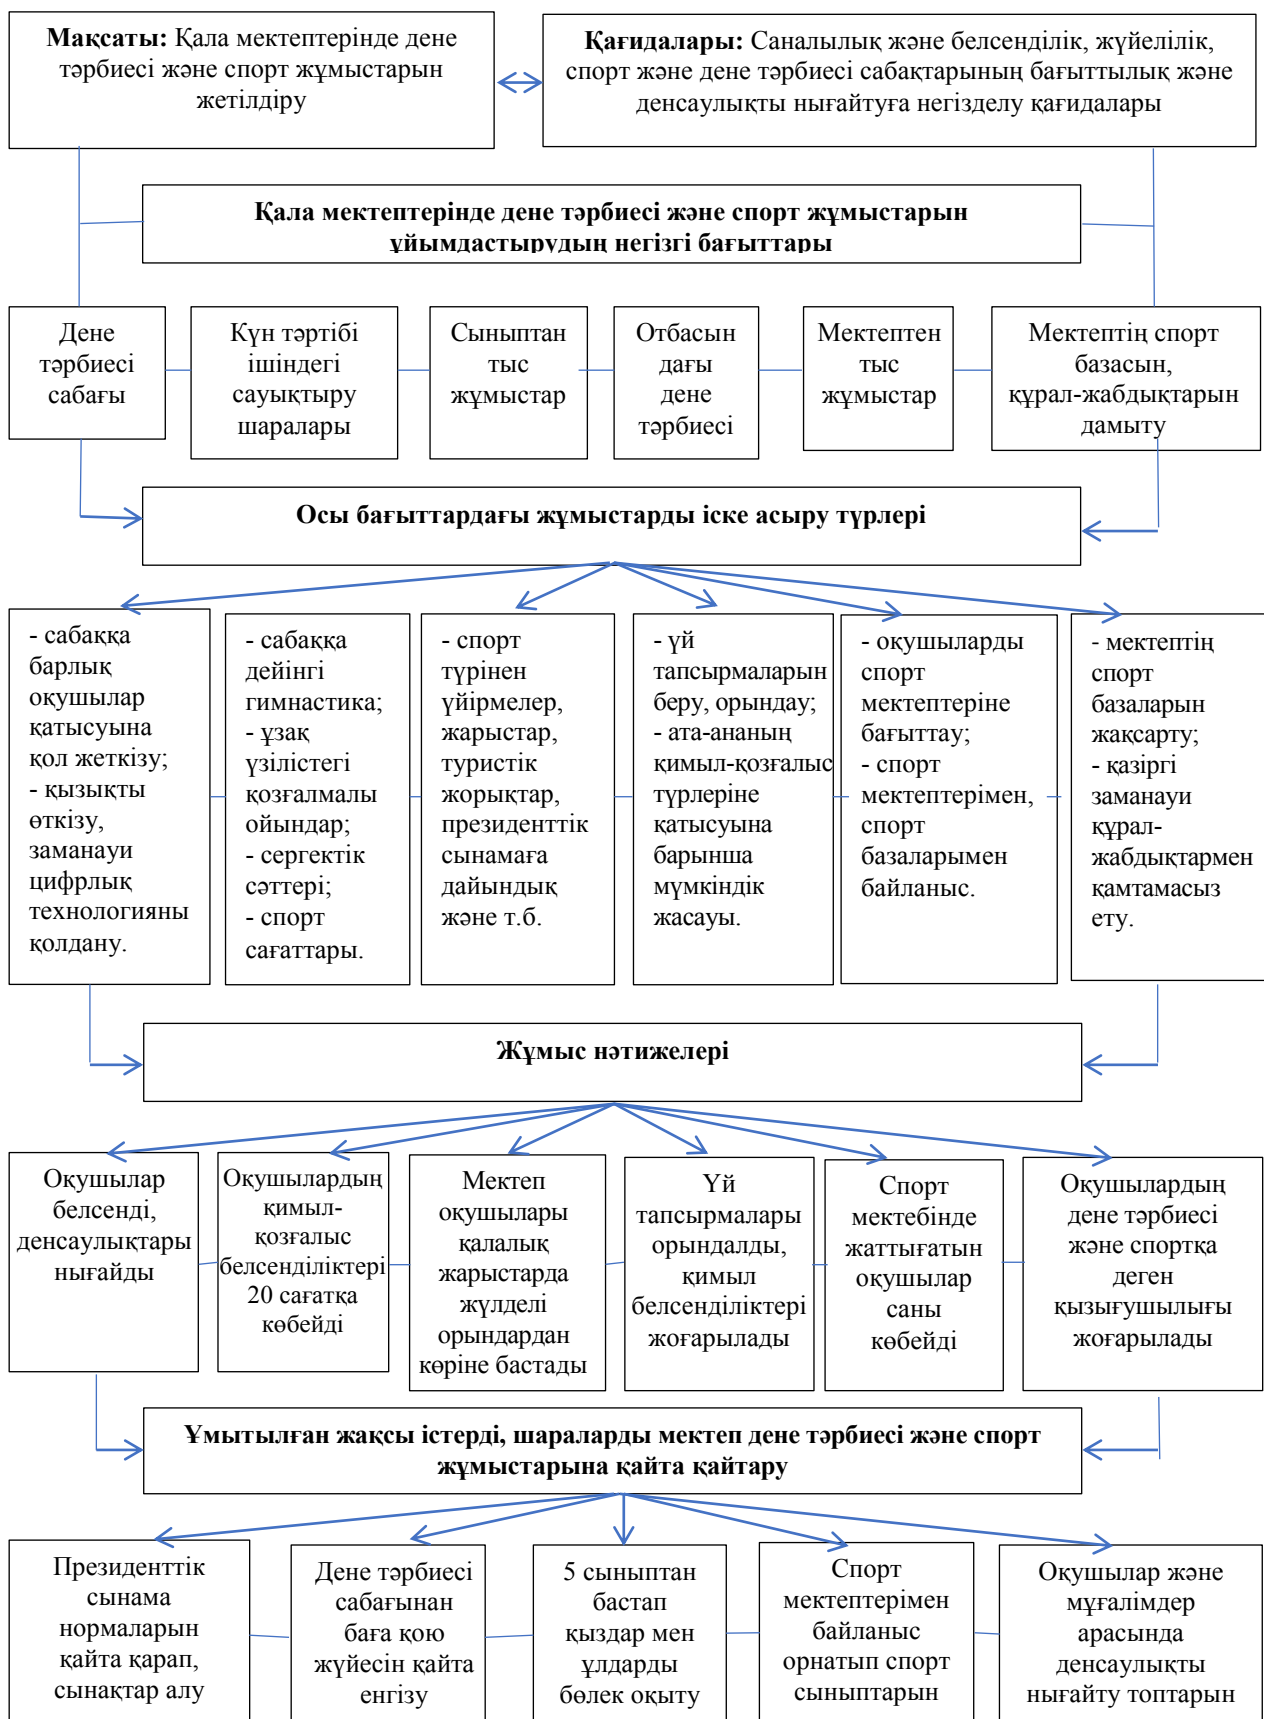 Мақсаты: Қала мектептерінде дене
тәрбиесі және спорт жұмыстарын
жетілдіру
Қағидалары: Саналылық және белсенділік, жүйелілік,
спорт және дене тәрбиесі сабақтарының бағыттылық және
денсаулықты нығайтуға негізделу қағидалары
Қала мектептерінде дене тәрбиесі және спорт жұмыстарын
ұйымдастырудың негізгі бағыттары
Дене
тәрбиесі
сабағы
Күн тәртібі
ішіндегі
сауықтыру
шаралары
Сыныптан
тыс
жұмыстар
Отбасын
дағы
дене
тәрбиесі
Мектептен
тыс
жұмыстар
Мектептің спорт
базасын,
құрал-жабдықтарын
дамыту
Осы бағыттардағы жұмыстарды іске асыру түрлері
- сабаққа
барлық
оқушылар
қатысуына
қол жеткізу;
- қызықты
өткізу,
заманауи
цифрлық
технологияны
қолдану.
- сабаққа
дейінгі
гимнастика;
- ұзақ
үзілістегі
қозғалмалы
ойындар;
- сергектік
сәттері;
- спорт
сағаттары.
- спорт
түрінен
үйірмелер,
жарыстар,
туристік
жорықтар,
президенттік
сынамаға
дайындық
және т.б.
- үй
тапсырмаларын
беру, орындау;
- ата-ананың
қимыл-қозғалыс
түрлеріне
қатысуына
барынша
мүмкіндік
жасауы.
- оқушыларды
спорт
мектептеріне
бағыттау;
- спорт
мектептерімен,
спорт
базаларымен
байланыс.
- мектептің
спорт
базаларын
жақсарту;
- қазіргі
заманауи
құрал-
жабдықтармен
қамтамасыз
ету.
Жұмыс нәтижелері
Оқушылар
белсенді,
денсаулықтары
нығайды
Оқушылардың
қимыл-
қозғалыс
белсенділіктері
20 сағатқа
көбейді
Мектеп
оқушылары
қалалық
жарыстарда
жүлделі
орындардан
көріне бастады
Үй
тапсырмалары
орындалды,
қимыл
белсенділіктері
жоғарылады
Спорт
мектебінде
жаттығатын
оқушылар
саны
көбейді
Оқушылардың
дене тәрбиесі
және спортқа
деген
қызығушылығы
жоғарылады
Ұмытылған жақсы істерді, шараларды мектеп дене тәрбиесі және спорт
жұмыстарына қайта қайтару
Президенттік
сынама
нормаларын
қайта қарап,
сынақтар алу
Дене тәрбиесі
сабағынан
баға қою
жүйесін қайта
енгізу
5 сыныптан
бастап
қыздар мен
ұлдарды
бөлек оқыту
Спорт
мектептерімен
байланыс
орнатып спорт
сыныптарын
Оқушылар және
мұғалімдер
арасында
денсаулықты
нығайту топтарын